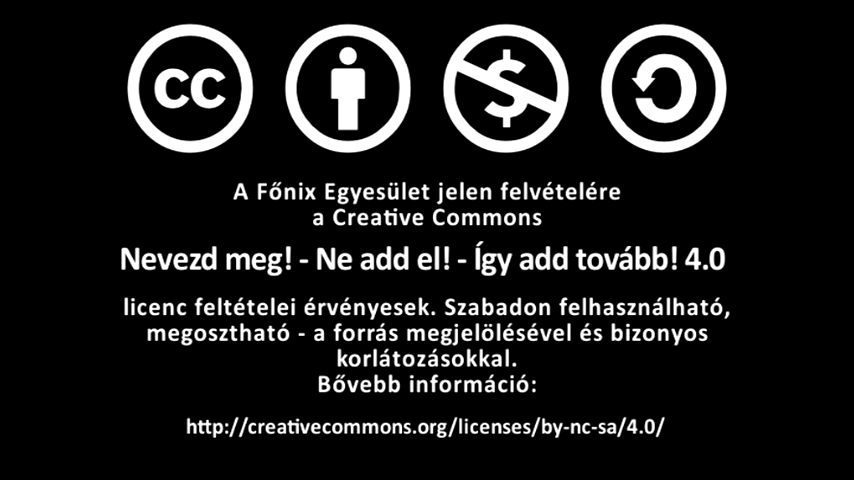 cc
$
A Főnix Egyesület jelen felvételére
a Creative Commons
Nevezd meg! - Ne add el! - Így add tovább! 4.0
licenc feltételei érvényesek. Szabadon felhasználható,
megosztható - a forrás megjelölésével és bizonyos
korlátozásokkal.
Bővebb információ:
http://creativecommons.org/licenses/by-nc-sa/4.0/